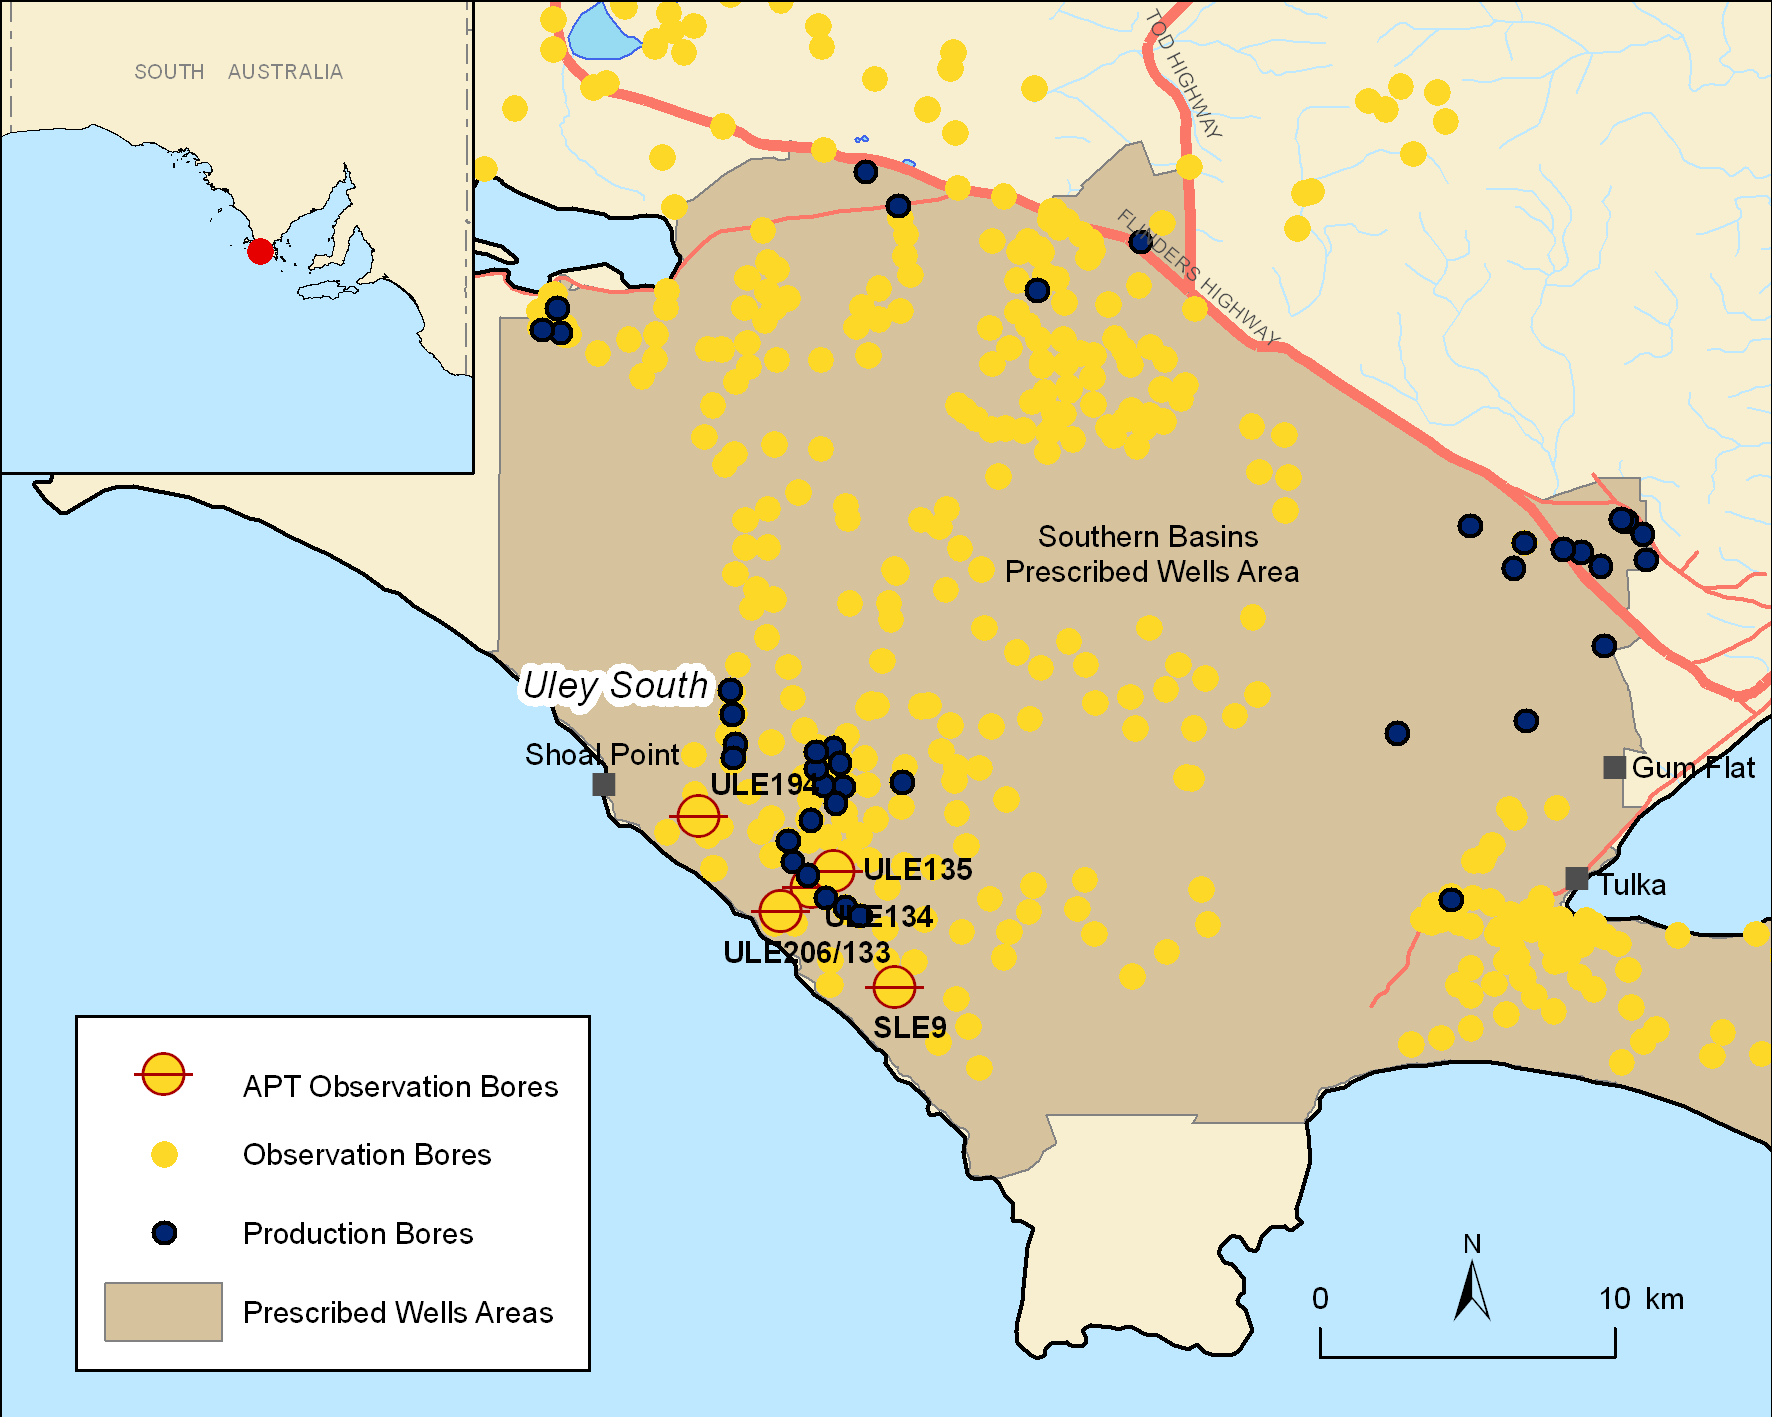 SOUTH AUSTRALIA
TOD HIGHWAY
FLINDERS HIGHWAY
Southern Basins
Prescribed Wells Area
Uley South
Shoal Point
ULE194
Gum Flat
ULE135
Tulka
ULE134
ULE206/133
SLE9
APT Observation Bores
Observation Bores
Production Bores
Prescribed Wells Areas
N
0 10 km